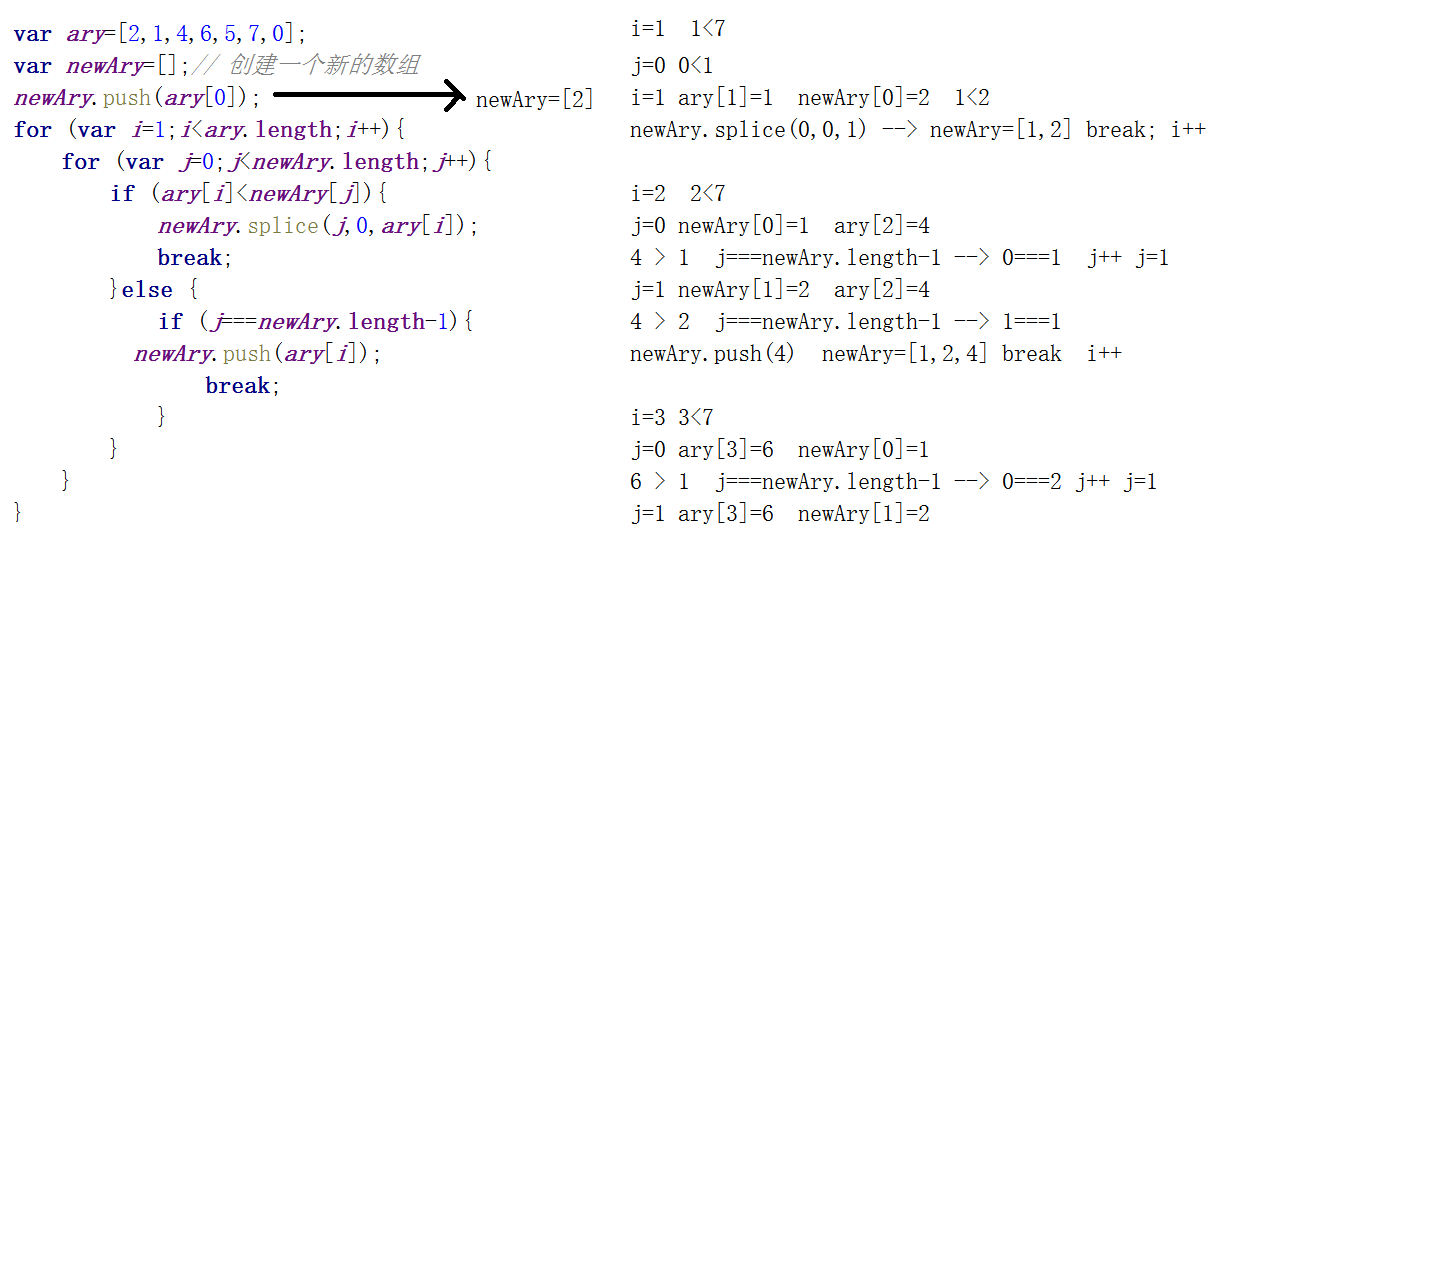 var ary=[2,1,4,6,5,7,0];
var newAry=[];// 创建一个新的数组
newAry.push(ary[0]);
newAry=[2]
for (var i=1;i<ary.length;i++){
for (var j=0;j<newAry.length;j++){
if (ary[i]<newAry[j]){
newAry.splice(j,0,ary[i]);
break;
}else {
if (j===newAry.length-1){
newAry.push(ary[i]);
break;
}
}
}
}
i=1 1<7
j=0 0<1
i=1 ary[1]=1 newAry[0]=2 1<2
newAry.splice(0,0,1) --> newAry=[1,2] break; i++
i=2 2<7
j=0 newAry[0]=1 ary[2]=4
4 > 1 j===newAry.length-1 --> 0===1 j++ j=1
j=1 newAry[1]=2 ary[2]=4
4 > 2 j===newAry.length-1 --> 1===1
newAry.push(4) newAry=[1,2,4] break i++
i=3 3<7
j=0 ary[3]=6 newAry[0]=1
6 > 1 j===newAry.length-1 --> 0===2 j++ j=1
j=1 ary[3]=6 newAry[1]=2